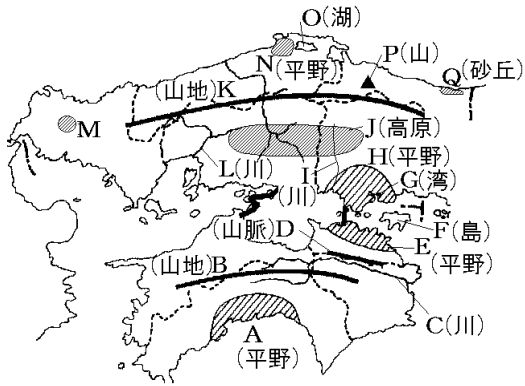 O(湖)
P(山)
N(平野)
Q(砂丘)
(山地)K
M
J(高原)
L(川)
H(平野)
I
(川)
G(湾)
F(島)
(山脈)D
E
(平野)
(山地)B
C(川)
A
(平野)